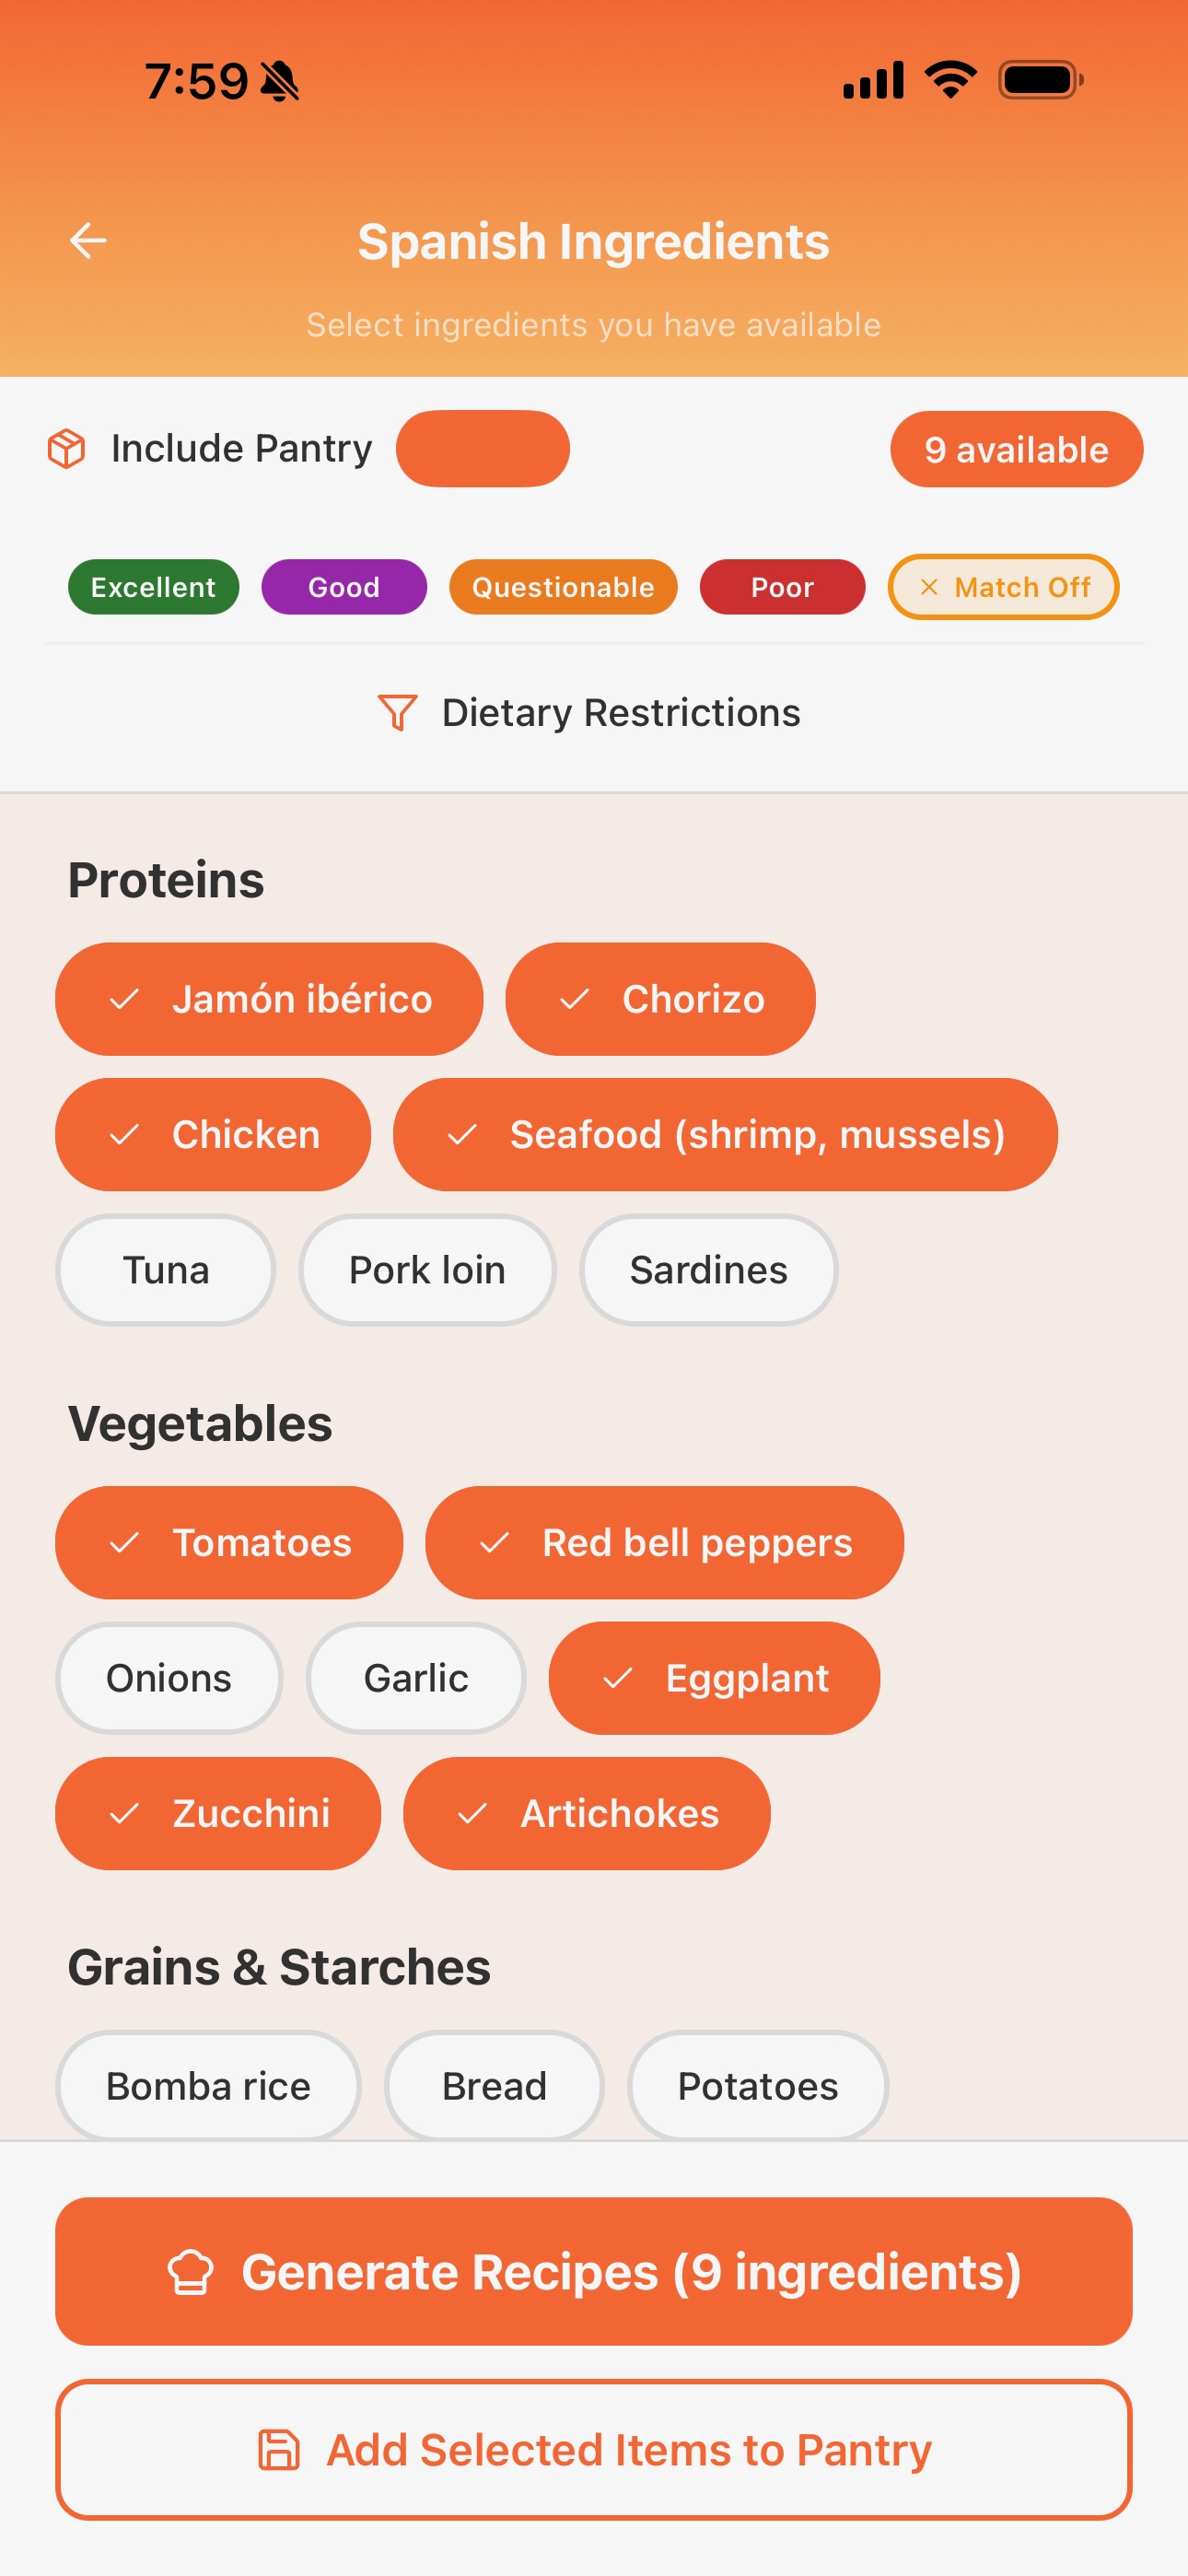 7:59
Spanish Ingredients
Select ingredients you have available
Include Pantry 9 available
Excellent Good Questionable Poor Match Off
Dietary Restrictions
Proteins
Jamón ibérico Chorizo
Chicken Seafood (shrimp, mussels)
Tuna Pork loin Sardines
Vegetables
Tomatoes Red bell peppers
Onions Garlic Eggplant
Zucchini Artichokes
Grains & Starches
Bomba rice Bread Potatoes
Generate Recipes (9 ingredients)
Add Selected Items to Pantry